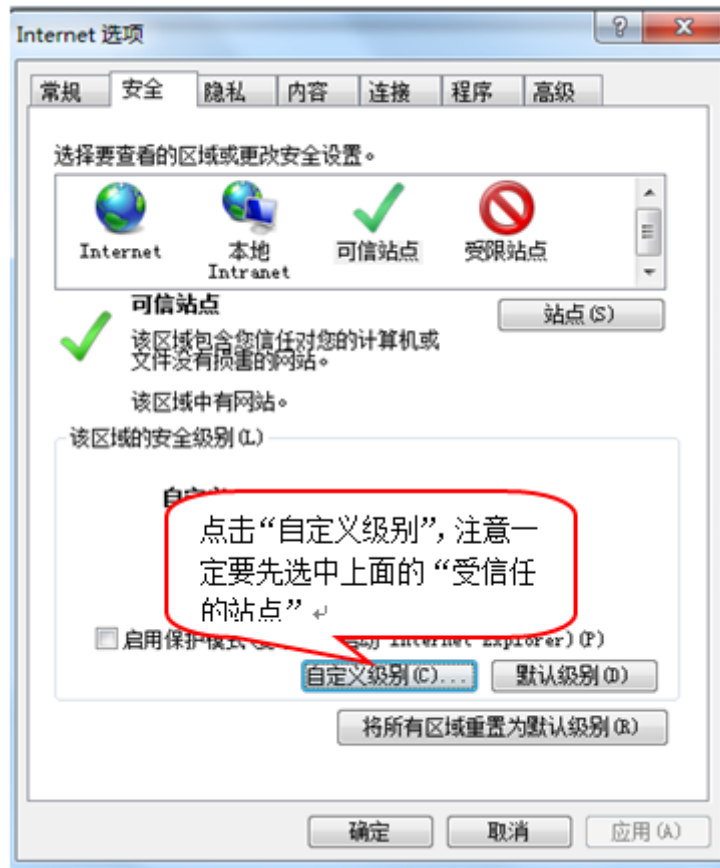 Internet 选项
常规 安全 隐私 内容 连接 程序 高级
选择要查看的区域或更改安全设置。
Internet 本地 Intranet 可信站点 受限站点
可信站点
站点(S)
该区域包含您信任对您的计算机或
文件没有损害的网站。
该区域中有网站。
该区域的安全级别(L)
点击“自定义级别”，注意一
定要先选中上面的“受信任
的站点”
启用保护模式 Internet Explorer)(P)
自定义级别(C)... 默认级别(D)
将所有区域重置为默认级别(R)
确定 取消 应用(A)